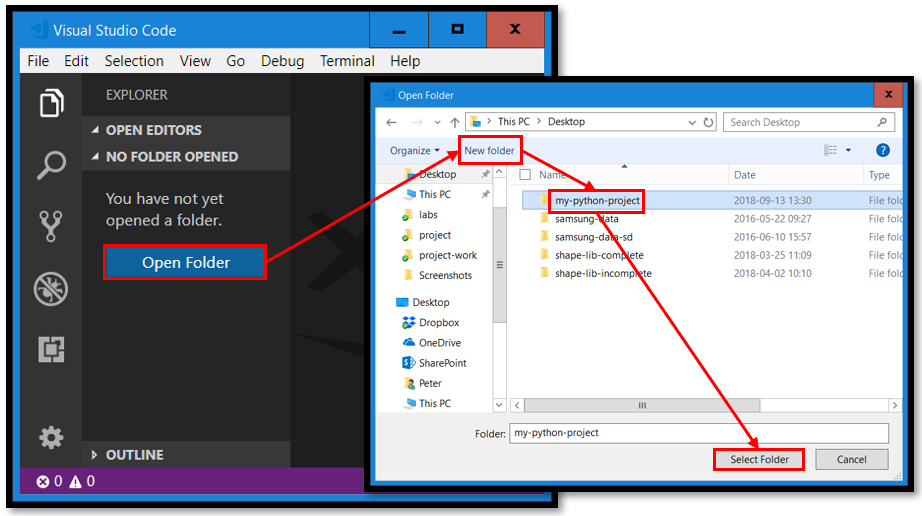 Visual Studio Code
File Edit Selection View Go Debug Terminal Help
EXPLORER
OPEN EDITORS
NO FOLDER OPENED
You have not yet
opened a folder.
Open Folder
OUTLINE
0 0
Open Folder
This PC Desktop
Search Desktop
Organize New folder
Desktop
This PC
labs
project
project-work
Screenshots
Desktop
Dropbox
OneDrive
SharePoint
Peter
This PC
Name Date Type
my-python-project 2018-09-13 13:30 File fold
samsung-data 2016-05-22 09:27 File fold
samsung-data-sd 2016-06-10 15:57 File fold
shape-lib-complete 2018-03-25 11:09 File fold
shape-lib-incomplete 2018-04-02 10:10 File fold
Folder: my-python-project
Select Folder Cancel